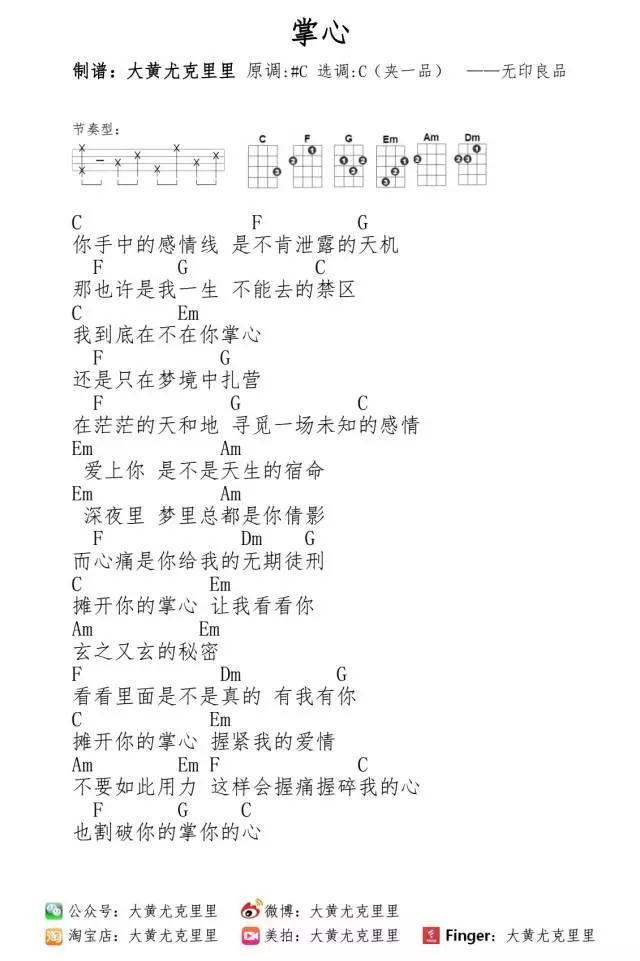 掌心
制谱：大黄尤克里里 原调:#C 选调:C（夹一品） ——无印良品
节奏型：
C F G Em Am Dm
C F G
你手中的感情线 是不肯泄露的天机
F G C
那也许是我一生 不能去的禁区
C Em
我到底在不在你掌心
F G
还是只在梦境中扎营
F G C
在茫茫的天和地 寻觅一场未知的感情
Em Am
爱上你 是不是天生的宿命
Em Am
深夜里 梦里总都是你倩影
F Dm G
而心痛是你给我的无期徒刑
C Em
摊开你的掌心 让我看看你
Am Em
玄之又玄的秘密
F Dm G
看看里面是不是真的 有我有你
C Em
摊开你的掌心 握紧我的爱情
Am Em F C
不要如此用力 这样会握痛握碎我的心
F G C
也割破你的掌你的心
公众号：大黄尤克里里 微博：大黄尤克里里
淘宝店：大黄尤克里里 美拍：大黄尤克里里 Finger：大黄尤克里里